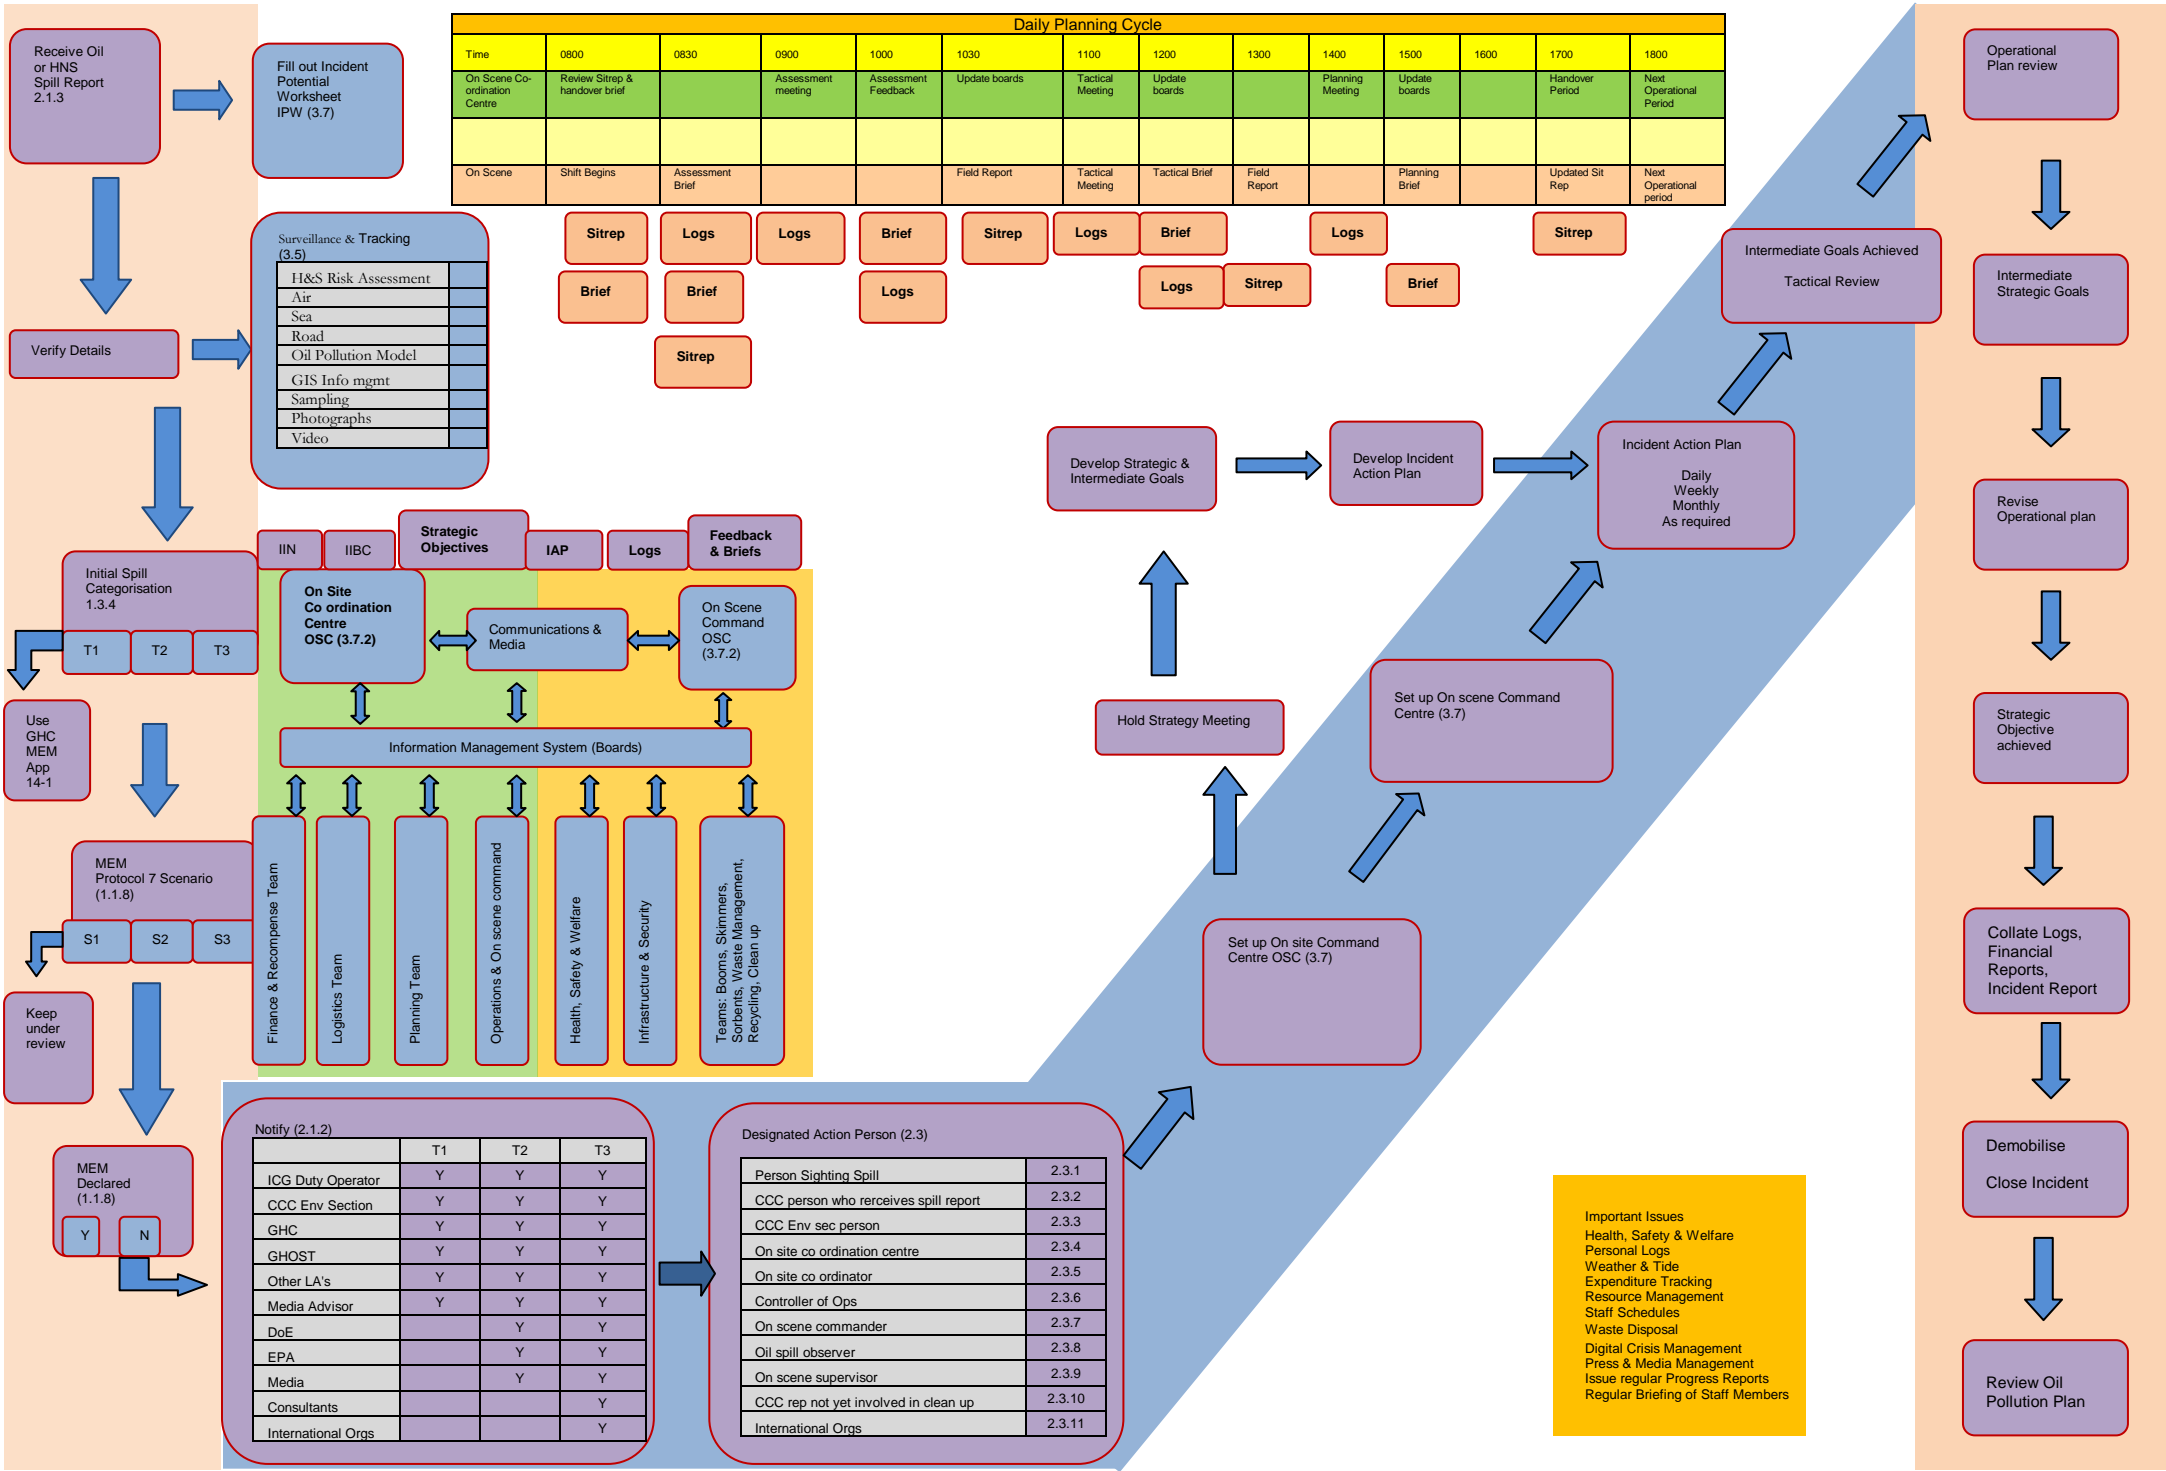 Receive Oil
or HNS
Spill Report
2.1.3
Fill out Incident
Potential
Worksheet
IPW (3.7)
Verify Details
Surveillance & Tracking
(3.5)
H&S Risk Assessment
Air
Sea
Road
Oil Pollution Model
GIS Info mgmt
Sampling
Photographs
Video
Initial Spill
Categorisation
1.3.4
T1 T2 T3
Use
GHC
MEM
App
14-1
MEM
Protocol 7 Scenario
(1.1.8)
S1 S2 S3
Keep
under
review
MEM
Declared
(1.1.8)
Y N
Daily Planning Cycle
Time 0800 0830 0900 1000 1030 1100 1200 1300 1400 1500 1600 1700 1800
On Scene Co-
ordination
Centre
Review Sitrep &
handover brief
Assessment
meeting
Assessment
Feedback
Update boards
Tactical
Meeting
Update
boards
Planning
Meeting
Update
boards
Handover
Period
Next
Operational
Period
On Scene
Shift Begins
Assessment
Brief
Field Report
Tactical
Meeting
Tactical Brief
Field
Report
Planning
Brief
Updated Sit
Rep
Next
Operational
period
Sitrep Logs Logs Brief Sitrep Logs Brief Logs Sitrep
Brief Brief Logs Logs Sitrep Brief
Sitrep
IIN
IIBC
Strategic
Objectives
IAP
Logs
Feedback
& Briefs
On Site
Co ordination
Centre
OSC (3.7.2)
Communications &
Media
On Scene
Command
OSC
(3.7.2)
Information Management System (Boards)
Finance & Recompense Team
Logistics Team
Planning Team
Operations & On scene command
Health, Safety & Welfare
Infrastructure & Security
Teams: Booms, Skimmers,
Sorbents, Waste Management,
Recycling, Clean up
Notify (2.1.2)
T1 T2 T3
ICG Duty Operator Y Y Y
CCC Env Section Y Y Y
GHC Y Y Y
GHOST Y Y Y
Other LA's Y Y Y
Media Advisor Y Y Y
DoE Y Y
EPA Y Y
Media Y Y
Consultants Y
International Orgs Y
Designated Action Person (2.3)
Person Sighting Spill 2.3.1
CCC person who rerceives spill report 2.3.2
CCC Env sec person 2.3.3
On site co ordination centre 2.3.4
On site co ordinator 2.3.5
Controller of Ops 2.3.6
On scene commander 2.3.7
Oil spill observer 2.3.8
On scene supervisor 2.3.9
CCC rep not yet involved in clean up 2.3.10
International Orgs 2.3.11
Set up On site Command
Centre OSC (3.7)
Hold Strategy Meeting
Develop Strategic &
Intermediate Goals
Develop Incident
Action Plan
Set up On scene Command
Centre (3.7)
Incident Action Plan
Daily
Weekly
Monthly
As required
Intermediate Goals Achieved
Tactical Review
Important Issues
Health, Safety & Welfare
Personal Logs
Weather & Tide
Expenditure Tracking
Resource Management
Staff Schedules
Waste Disposal
Digital Crisis Management
Press & Media Management
Issue regular Progress Reports
Regular Briefing of Staff Members
Operational
Plan review
Intermediate
Strategic Goals
Revise
Operational plan
Strategic
Objective
achieved
Collate Logs,
Financial
Reports,
Incident Report
Demobilise
Close Incident
Review Oil
Pollution Plan